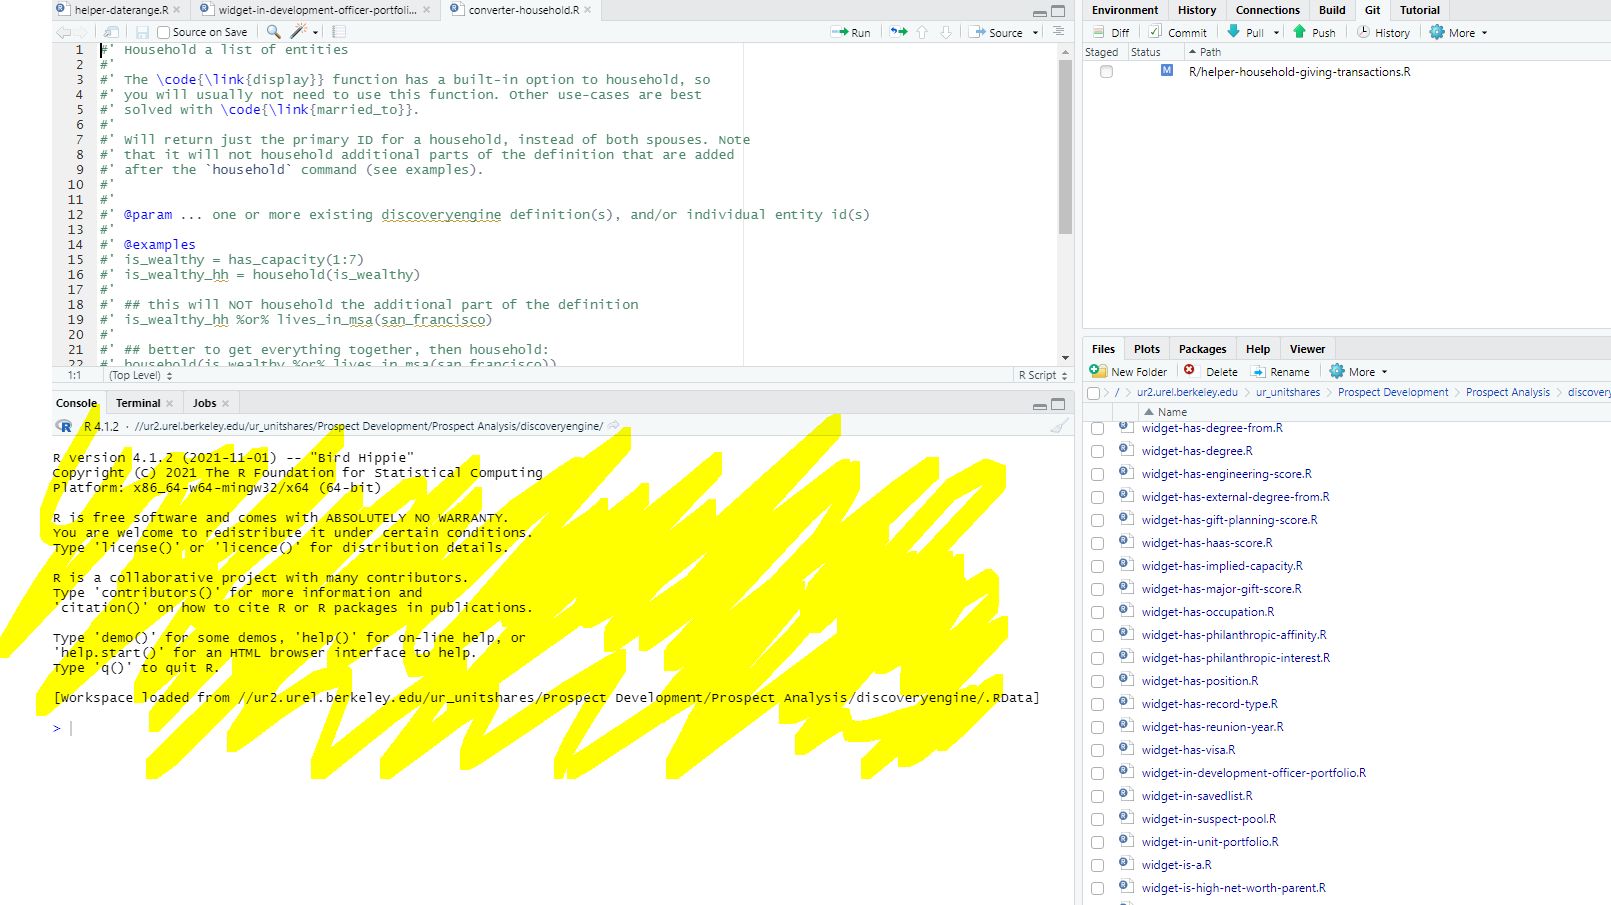 helper-daterange.R
widget-in-development-officer-portfoli...
converter-household.R
Source on Save
Run
Source
1 #' Household a list of entities
2 #'
3 #' The \code{\link{display}} function has a built-in option to household, so
4 #' you will usually not need to use this function. Other use-cases are best
5 #' solved with \code{\link{married_to}}.
6 #'
7 #' Will return just the primary ID for a household, instead of both spouses. Note
8 #' that it will not household additional parts of the definition that are added
9 #' after the `household` command (see examples).
10 #'
11 #'
12 #' @param ... one or more existing discoveryengine definition(s), and/or individual entity id(s)
13 #'
14 #' @examples
15 #' is_wealthy = has_capacity(1:7)
16 #' is_wealthy_hh = household(is_wealthy)
17 #'
18 #' ## this will NOT household the additional part of the definition
19 #' is_wealthy_hh %or% lives_in_msa(san_francisco)
20 #'
21 #' ## better to get everything together, then household:
22 #' household(is_wealthy %or% lives_in_msa(san_francisco))
1:1 (Top Level) R Script
Console Terminal Jobs
R 4.1.2 · //ur2.urel.berkeley.edu/ur_unitshares/Prospect Development/Prospect Analysis/discoveryengine/
R version 4.1.2 (2021-11-01) -- "Bird Hippie"
Copyright (C) 2021 The R Foundation for Statistical Computing
Platform: x86_64-w64-mingw32/x64 (64-bit)
R is free software and comes with ABSOLUTELY NO WARRANTY.
You are welcome to redistribute it under certain conditions.
Type 'license()' or 'licence()' for distribution details.
R is a collaborative project with many contributors.
Type 'contributors()' for more information and
'citation()' on how to cite R or R packages in publications.
Type 'demo()' for some demos, 'help()' for on-line help, or
'help.start()' for an HTML browser interface to help.
Type 'q()' to quit R.
[Workspace loaded from //ur2.urel.berkeley.edu/ur_unitshares/Prospect Development/Prospect Analysis/discoveryengine/.RData]
>
Environment History Connections Build Git Tutorial
Diff Commit Pull Push History More
Staged Status Path
M R/helper-household-giving-transactions.R
Files Plots Packages Help Viewer
New Folder Delete Rename More
/ ur2.urel.berkeley.edu ur_unitshares Prospect Development Prospect Analysis discovery
Name
widget-has-degree-from.R
widget-has-degree.R
widget-has-engineering-score.R
widget-has-external-degree-from.R
widget-has-gift-planning-score.R
widget-has-haas-score.R
widget-has-implied-capacity.R
widget-has-major-gift-score.R
widget-has-occupation.R
widget-has-philanthropic-affinity.R
widget-has-philanthropic-interest.R
widget-has-position.R
widget-has-record-type.R
widget-has-reunion-year.R
widget-has-visa.R
widget-in-development-officer-portfolio.R
widget-in-savedlist.R
widget-in-suspect-pool.R
widget-in-unit-portfolio.R
widget-is-a.R
widget-is-high-net-worth-parent.R